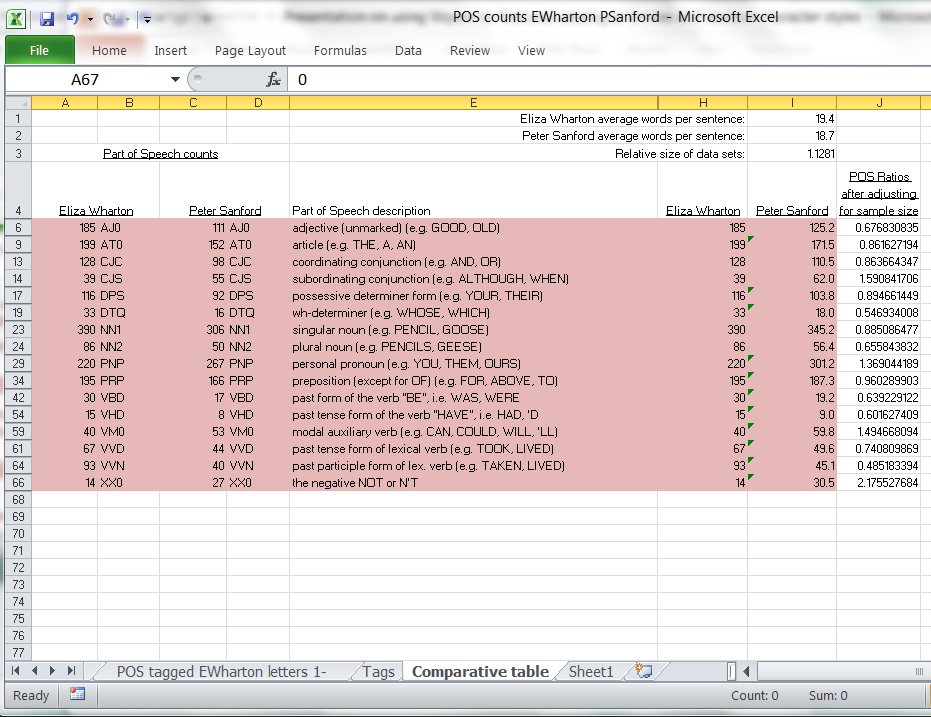 POS counts EWharton PSanford - Microsoft Excel
File Home Insert Page Layout Formulas Data Review View
A67 fx 0
A B C D E H I J
1 Eliza Wharton average words per sentence: 19.4
2 Peter Sanford average words per sentence: 18.7
3 Part of Speech counts Relative size of data sets: 1.1281
POS Ratios
after adjusting
4 Eliza Wharton Peter Sanford Part of Speech description Eliza Wharton Peter Sanford for sample size
6 185 AJ0 111 AJ0 adjective (unmarked) (e.g. GOOD, OLD) 185 125.2 0.676830835
9 199 AT0 152 AT0 article (e.g. THE, A, AN) 199 171.5 0.861627194
13 128 CJC 98 CJC coordinating conjunction (e.g. AND, OR) 128 110.5 0.863664347
14 39 CJS 55 CJS subordinating conjunction (e.g. ALTHOUGH, WHEN) 39 62.0 1.590841706
17 116 DPS 92 DPS possessive determiner form (e.g. YOUR, THEIR) 116 103.8 0.894661449
19 33 DTQ 16 DTQ wh-determiner (e.g. WHOSE, WHICH) 33 18.0 0.546934008
23 390 NN1 306 NN1 singular noun (e.g. PENCIL, GOOSE) 390 345.2 0.885086477
24 86 NN2 50 NN2 plural noun (e.g. PENCILS, GEESE) 86 56.4 0.655843832
29 220 PNP 267 PNP personal pronoun (e.g. YOU, THEM, OURS) 220 301.2 1.369044189
34 195 PRP 166 PRP preposition (except for OF) (e.g. FOR, ABOVE, TO) 195 187.3 0.960289903
42 30 VBD 17 VBD past form of the verb "BE", i.e. WAS, WERE 30 19.2 0.639229122
54 15 VHD 8 VHD past tense form of the verb "HAVE", i.e. HAD, 'D 15 9.0 0.601627409
59 40 VM0 53 VM0 modal auxiliary verb (e.g. CAN, COULD, WILL, 'LL) 40 59.8 1.494668094
61 67 VVD 44 VVD past tense form of lexical verb (e.g. TOOK, LIVED) 67 49.6 0.740809869
64 93 VVN 40 VVN past participle form of lex. verb (e.g. TAKEN, LIVED) 93 45.1 0.485183394
66 14 XX0 27 XX0 the negative NOT or N'T 14 30.5 2.175527684
68
69
70
71
72
73
74
75
76
77
POS tagged EWharton letters 1- Tags Comparative table Sheet1
Ready Count: 0 Sum: 0